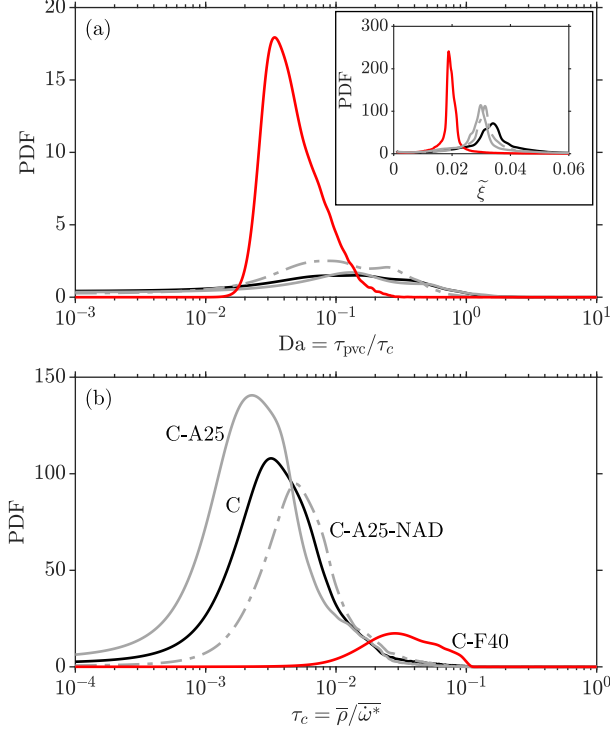 20
(a)
15
PDF
10
5
0
300
200
PDF
100
0
0
0.02
0.04
0.06
ξ̃
10⁻³
10⁻²
10⁻¹
10⁰
10¹
Da = τ_pvc/τ_c
150
(b)
C-A25
100
C
PDF
C-A25-NAD
50
C-F40
0
10⁻⁴
10⁻³
10⁻²
10⁻¹
10⁰
τ_c = ρ̅/ω̇*̅